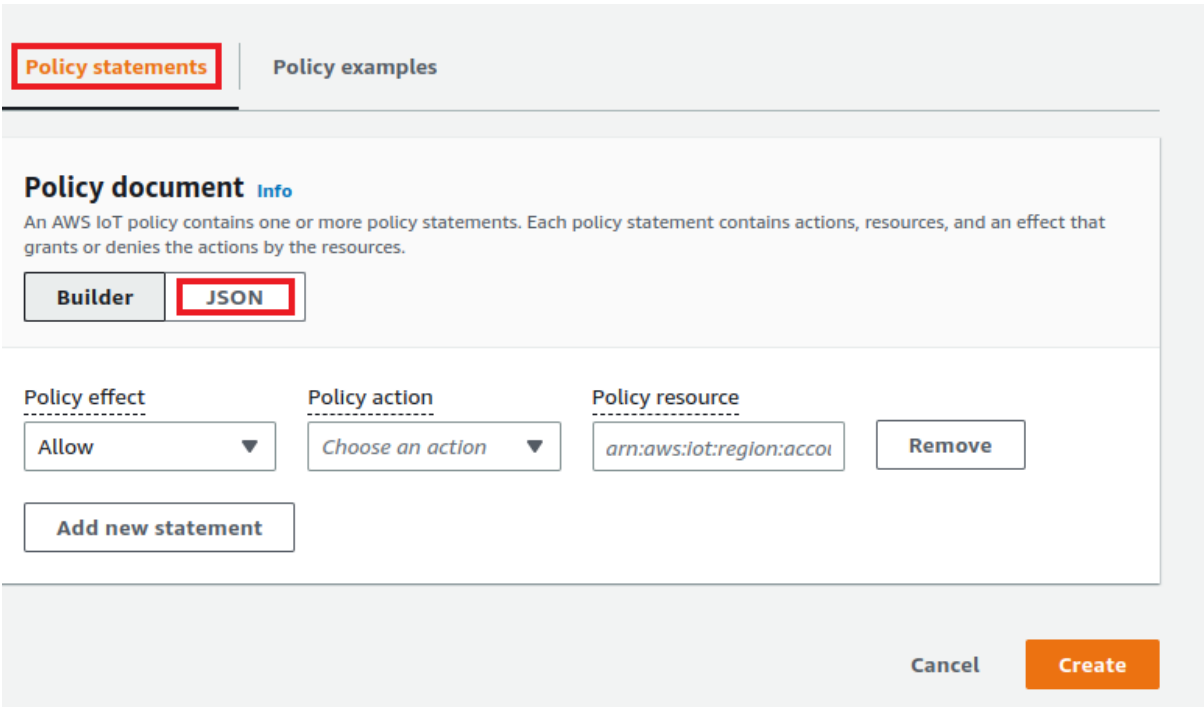 Policy statements
Policy examples
Policy document Info
An AWS IoT policy contains one or more policy statements. Each policy statement contains actions, resources, and an effect that
grants or denies the actions by the resources.
Builder
JSON
Policy effect
Policy action
Policy resource
Allow
Choose an action
arn:aws:iot:region:accou
Remove
Add new statement
Cancel
Create